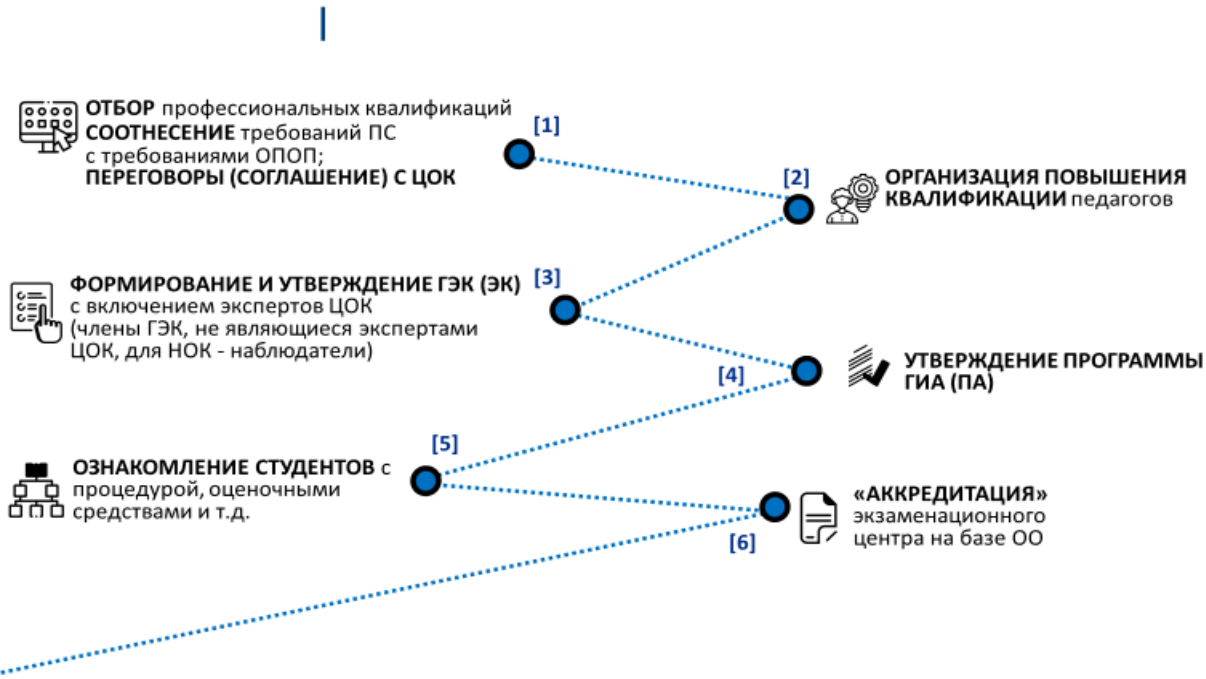 [1]
ОТБОР профессиональных квалификаций
СООТНЕСЕНИЕ требований ПС
с требованиями ОПОП;
ПЕРЕГОВОРЫ (СОГЛАШЕНИЕ) С ЦОК
[2]
ОРГАНИЗАЦИЯ ПОВЫШЕНИЯ
КВАЛИФИКАЦИИ педагогов
[3]
ФОРМИРОВАНИЕ И УТВЕРЖДЕНИЕ ГЭК (ЭК)
с включением экспертов ЦОК
(члены ГЭК, не являющиеся экспертами
ЦОК, для НОК - наблюдатели)
[4]
УТВЕРЖДЕНИЕ ПРОГРАММЫ
ГИА (ПА)
[5]
ОЗНАКОМЛЕНИЕ СТУДЕНТОВ с
процедурой, оценочными
средствами и т.д.
[6]
«АККРЕДИТАЦИЯ»
экзаменационного
центра на базе ОО